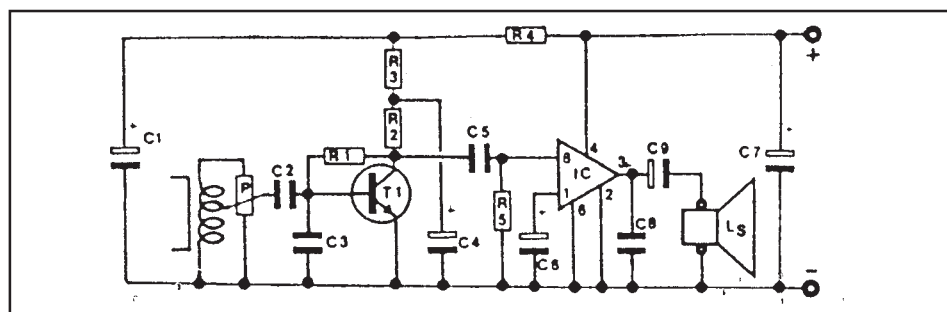 R4
+
R3
+
C1
R2
C5
4
+
C7
R1
C2
8
IC
3
+
C9
P
T1
+
1
2
+
R5
6
LS
C3
C4
C6
C8
−